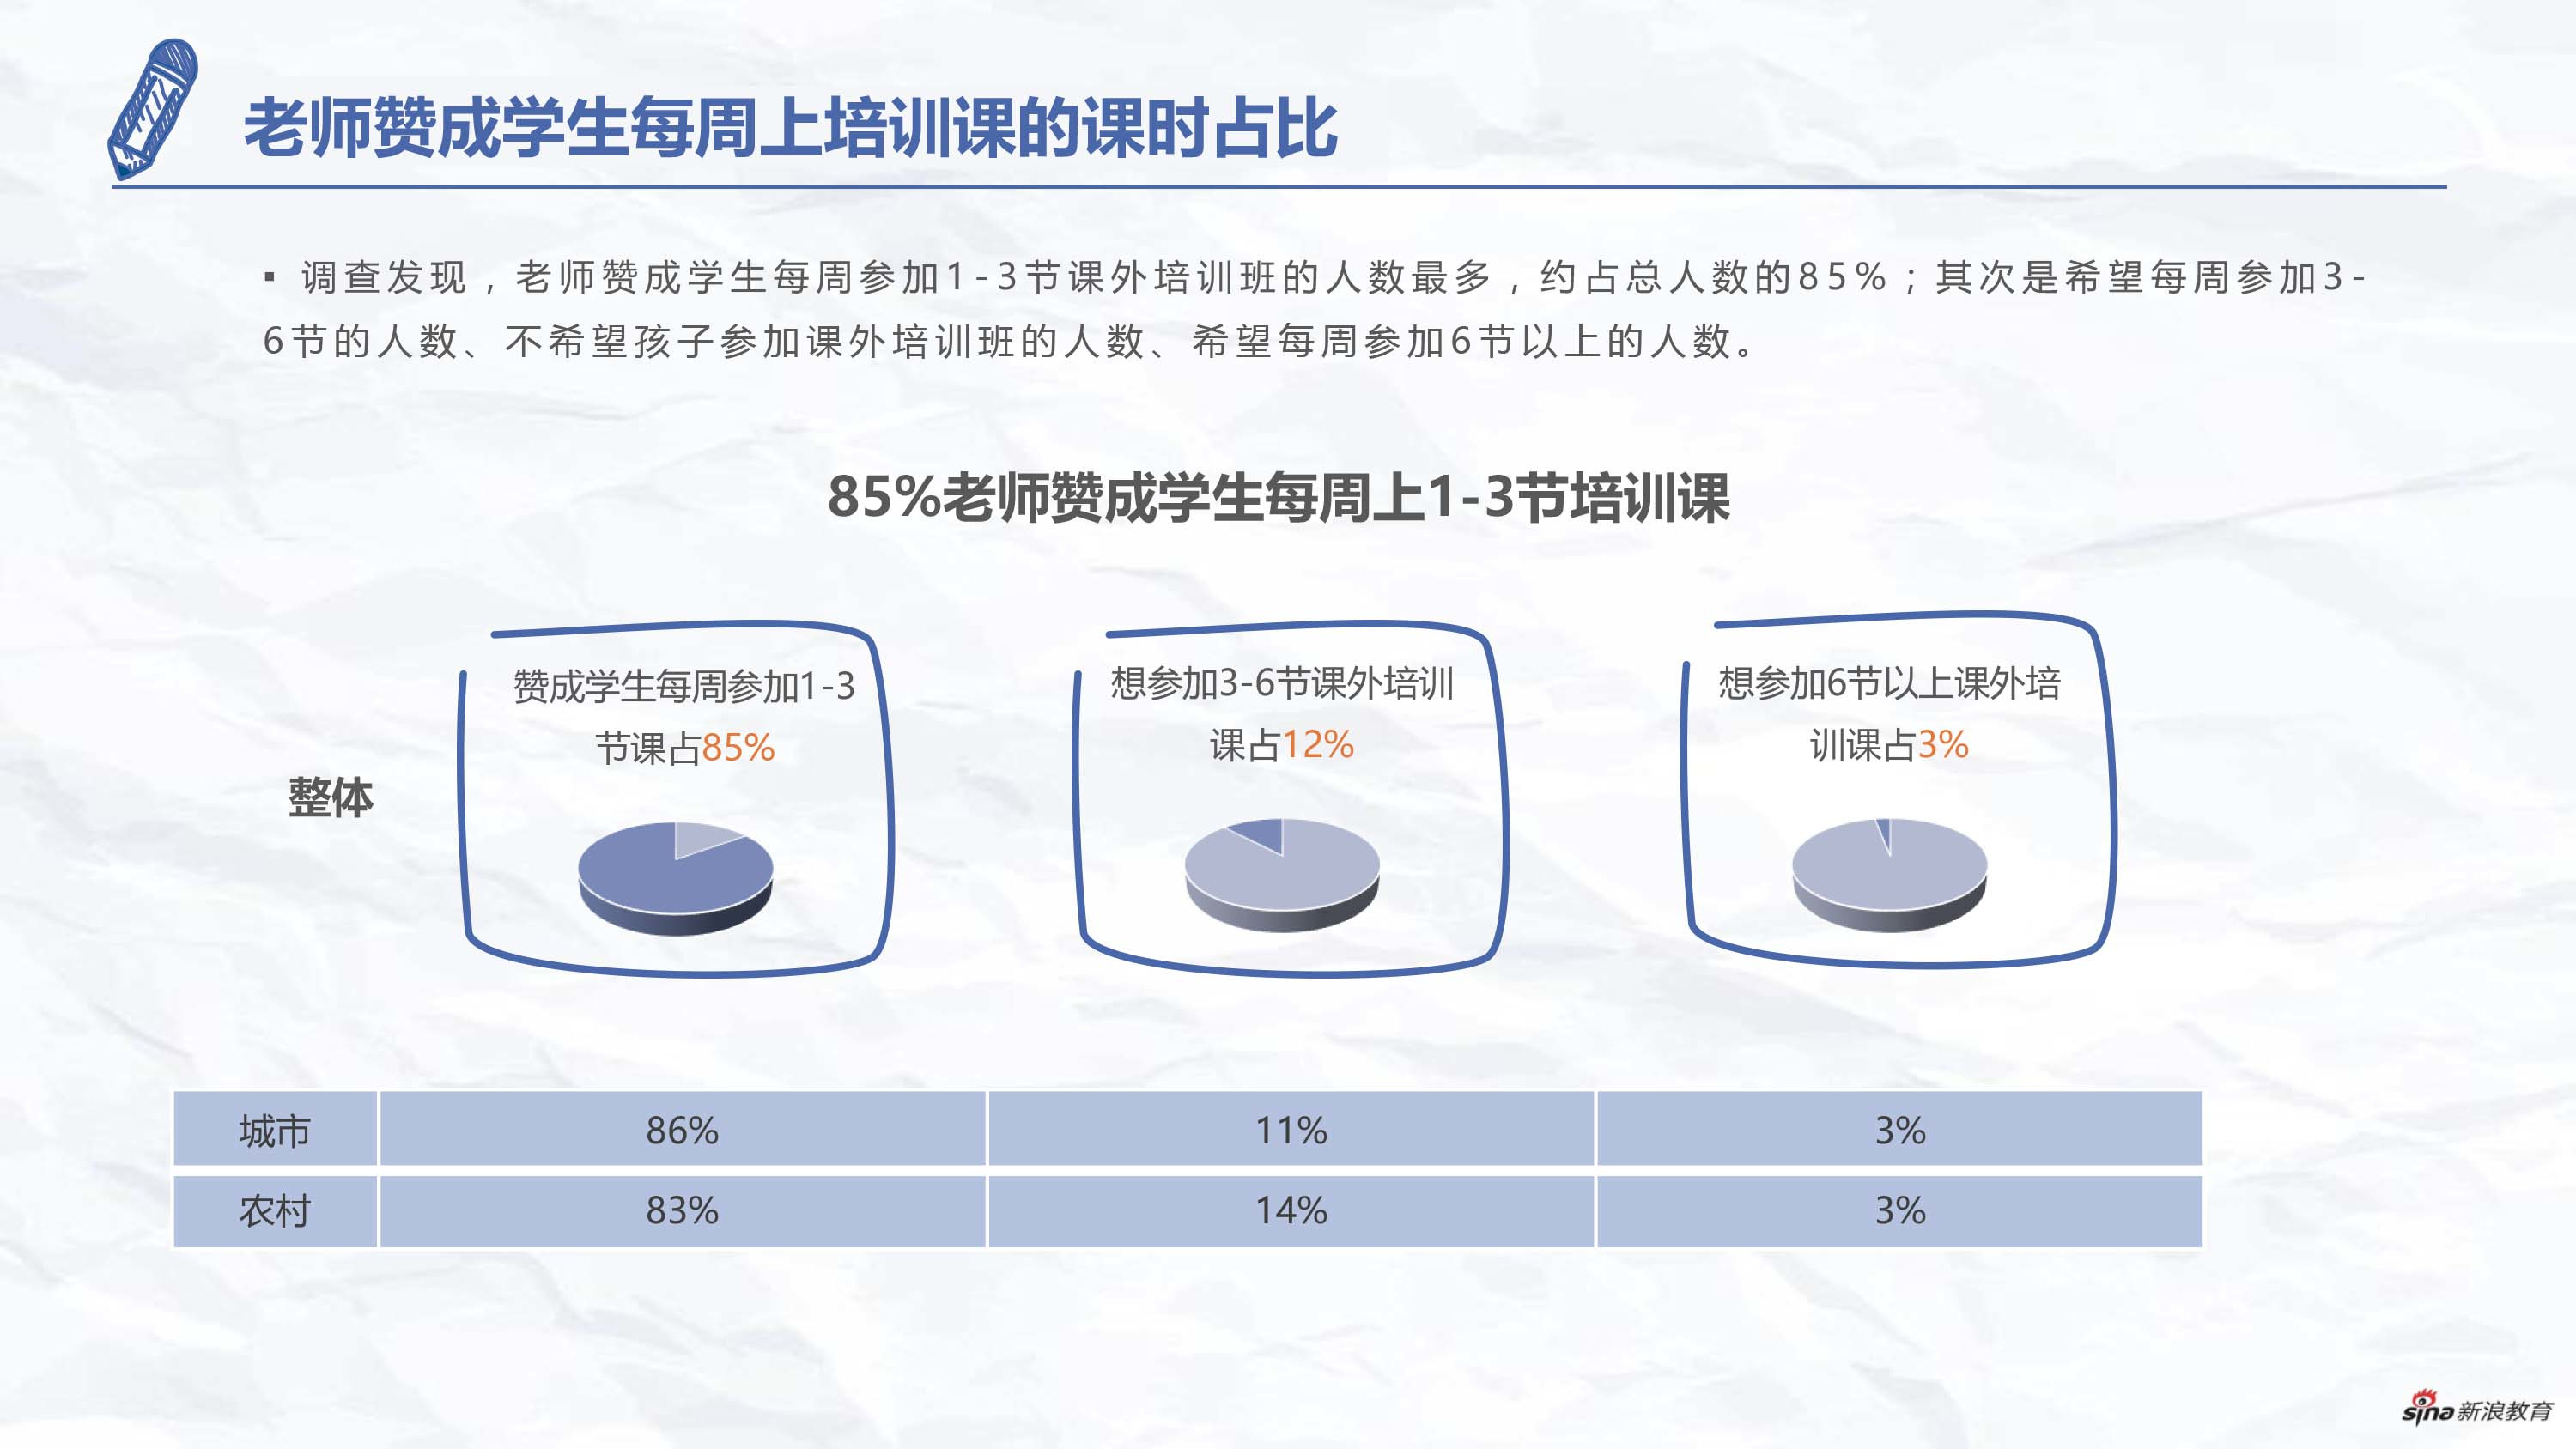 老师赞成学生每周上培训课的课时占比
▪ 调查发现，老师赞成学生每周参加1-3节课外培训班的人数最多，约占总人数的85%；其次是希望每周参加3-
6节的人数、不希望孩子参加课外培训班的人数、希望每周参加6节以上的人数。
85%老师赞成学生每周上1-3节培训课
整体
赞成学生每周参加1-3
节课占85%
想参加3-6节课外培训
课占12%
想参加6节以上课外培
训课占3%
城市 86% 11% 3%
农村 83% 14% 3%
sina新浪教育